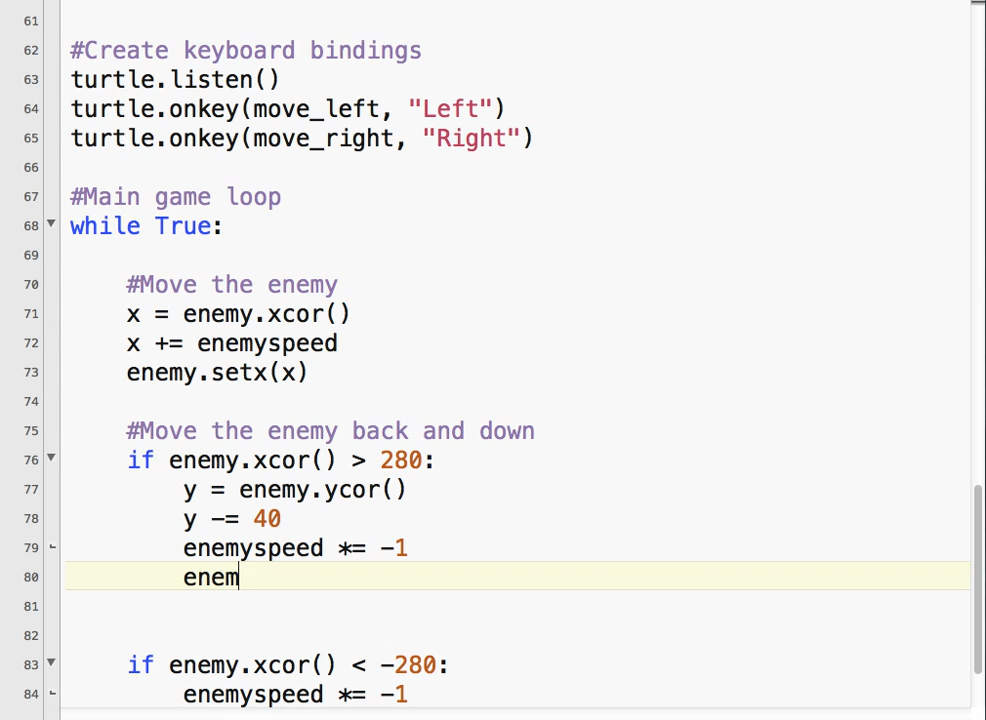 61
62 #Create keyboard bindings
63 turtle.listen()
64 turtle.onkey(move_left, "Left")
65 turtle.onkey(move_right, "Right")
66
67 #Main game loop
68 while True:
69
70 #Move the enemy
71 x = enemy.xcor()
72 x += enemyspeed
73 enemy.setx(x)
74
75 #Move the enemy back and down
76 if enemy.xcor() > 280:
77 y = enemy.ycor()
78 y -= 40
79 enemyspeed *= -1
80 enem
81
82
83 if enemy.xcor() < -280:
84 enemyspeed *= -1